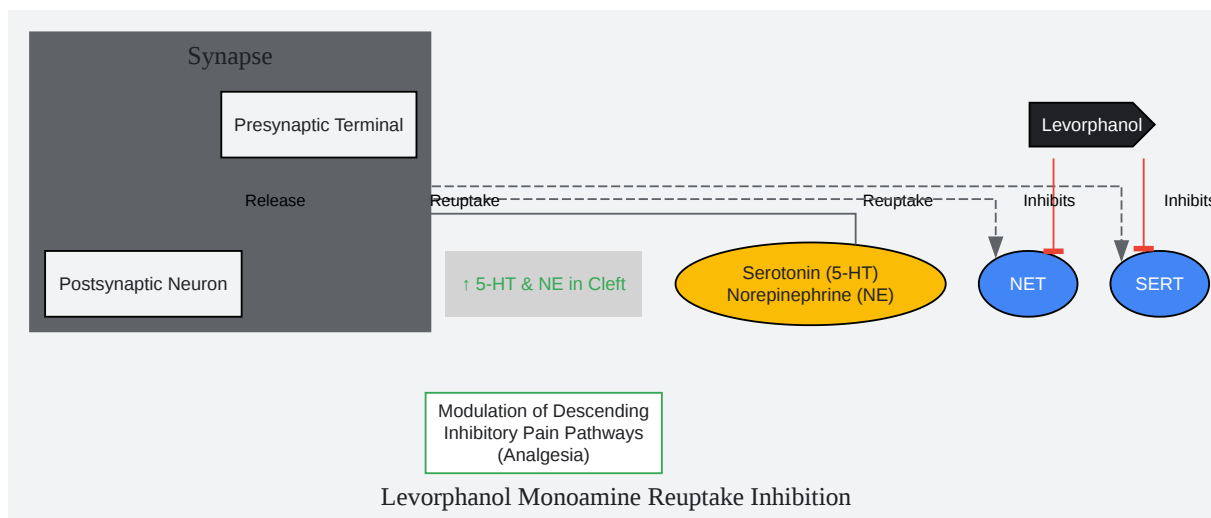 Synapse
Presynaptic Terminal
Levorphanol
Release
Reuptake
Reuptake
Inhibits
Inhibits
Postsynaptic Neuron
↑ 5-HT & NE in Cleft
Serotonin (5-HT)
Norepinephrine (NE)
NET
SERT
Modulation of Descending
Inhibitory Pain Pathways
(Analgesia)
Levorphanol Monoamine Reuptake Inhibition